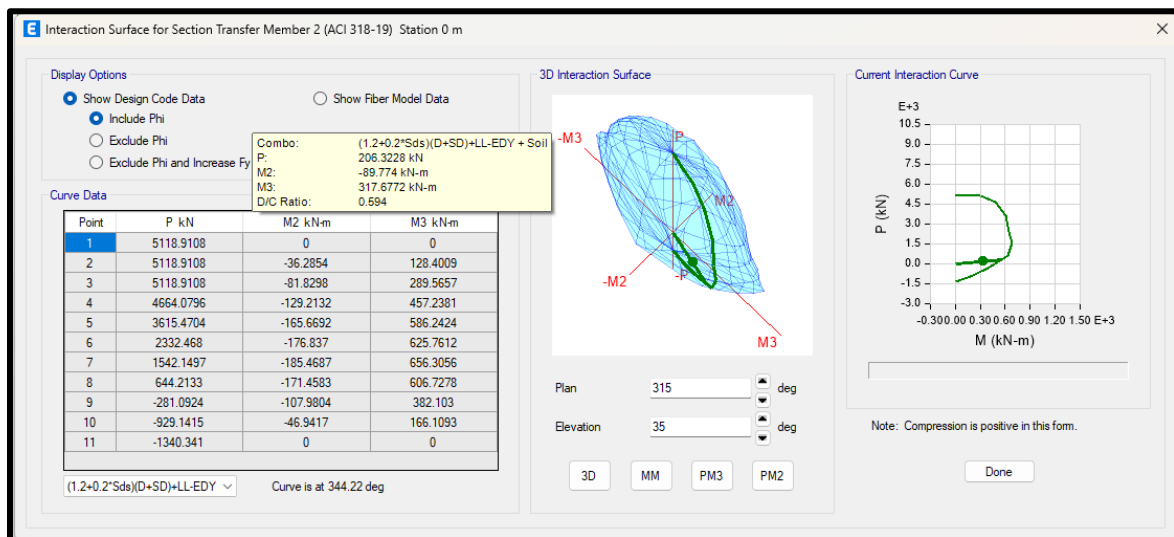 E Interaction Surface for Section Transfer Member 2 (ACI 318-19) Station 0 m
Display Options
Show Design Code Data
Show Fiber Model Data
Include Phi
Exclude Phi
Exclude Phi and Increase Fy
Combo: (1.2+0.2*Sds)(D+SD)+LL-EDY + Soil
P: 206.3228 kN
M2: -89.774 kN-m
M3: 317.6772 kN-m
D/C Ratio: 0.594
Curve Data
Point P kN M2 kN-m M3 kN-m
1 5118.9108 0 0
2 5118.9108 -36.2854 128.4009
3 5118.9108 -81.8298 289.5657
4 4664.0796 -129.2132 457.2381
5 3615.4704 -165.6692 586.2424
6 2332.468 -176.837 625.7612
7 1542.1497 -185.4687 656.3056
8 644.2133 -171.4583 606.7278
9 -281.0924 -107.9804 382.103
10 -929.1415 -46.9417 166.1093
11 -1340.341 0 0
(1.2+0.2*Sds)(D+SD)+LL-EDY
Curve is at 344.22 deg
3D Interaction Surface
-M3
P
M2
-M2
-P
M3
Plan 315 deg
Elevation 35 deg
3D MM PM3 PM2
Current Interaction Curve
E+3
10.5
9.0
7.5
6.0
4.5
3.0
1.5
0.0
-1.5
-3.0
P (kN)
-0.30 0.00 0.30 0.60 0.90 1.20 1.50 E+3
M (kN-m)
Note: Compression is positive in this form.
Done